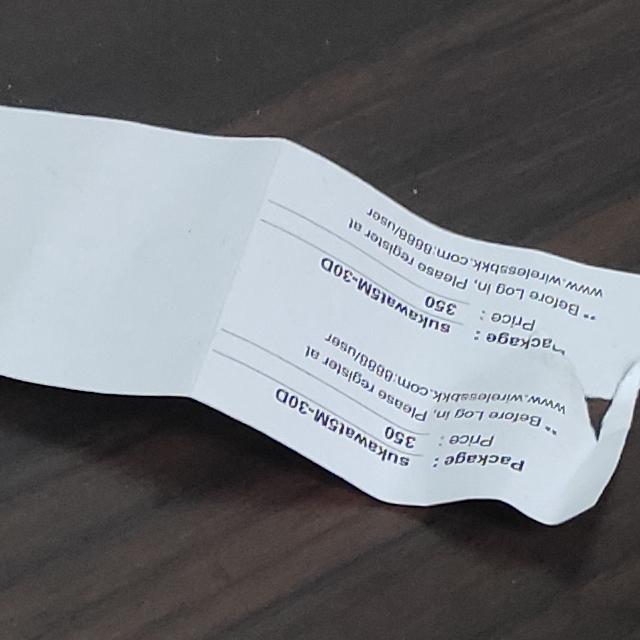 Package : sukawat5M-30D
Price : 350
** Before Log in, Please register at
www.wirelessbkk.com:8888/user
Package : sukawat5M-30D
Price : 350
** Before Log in, Please register at
www.wirelessbkk.com:8888/user